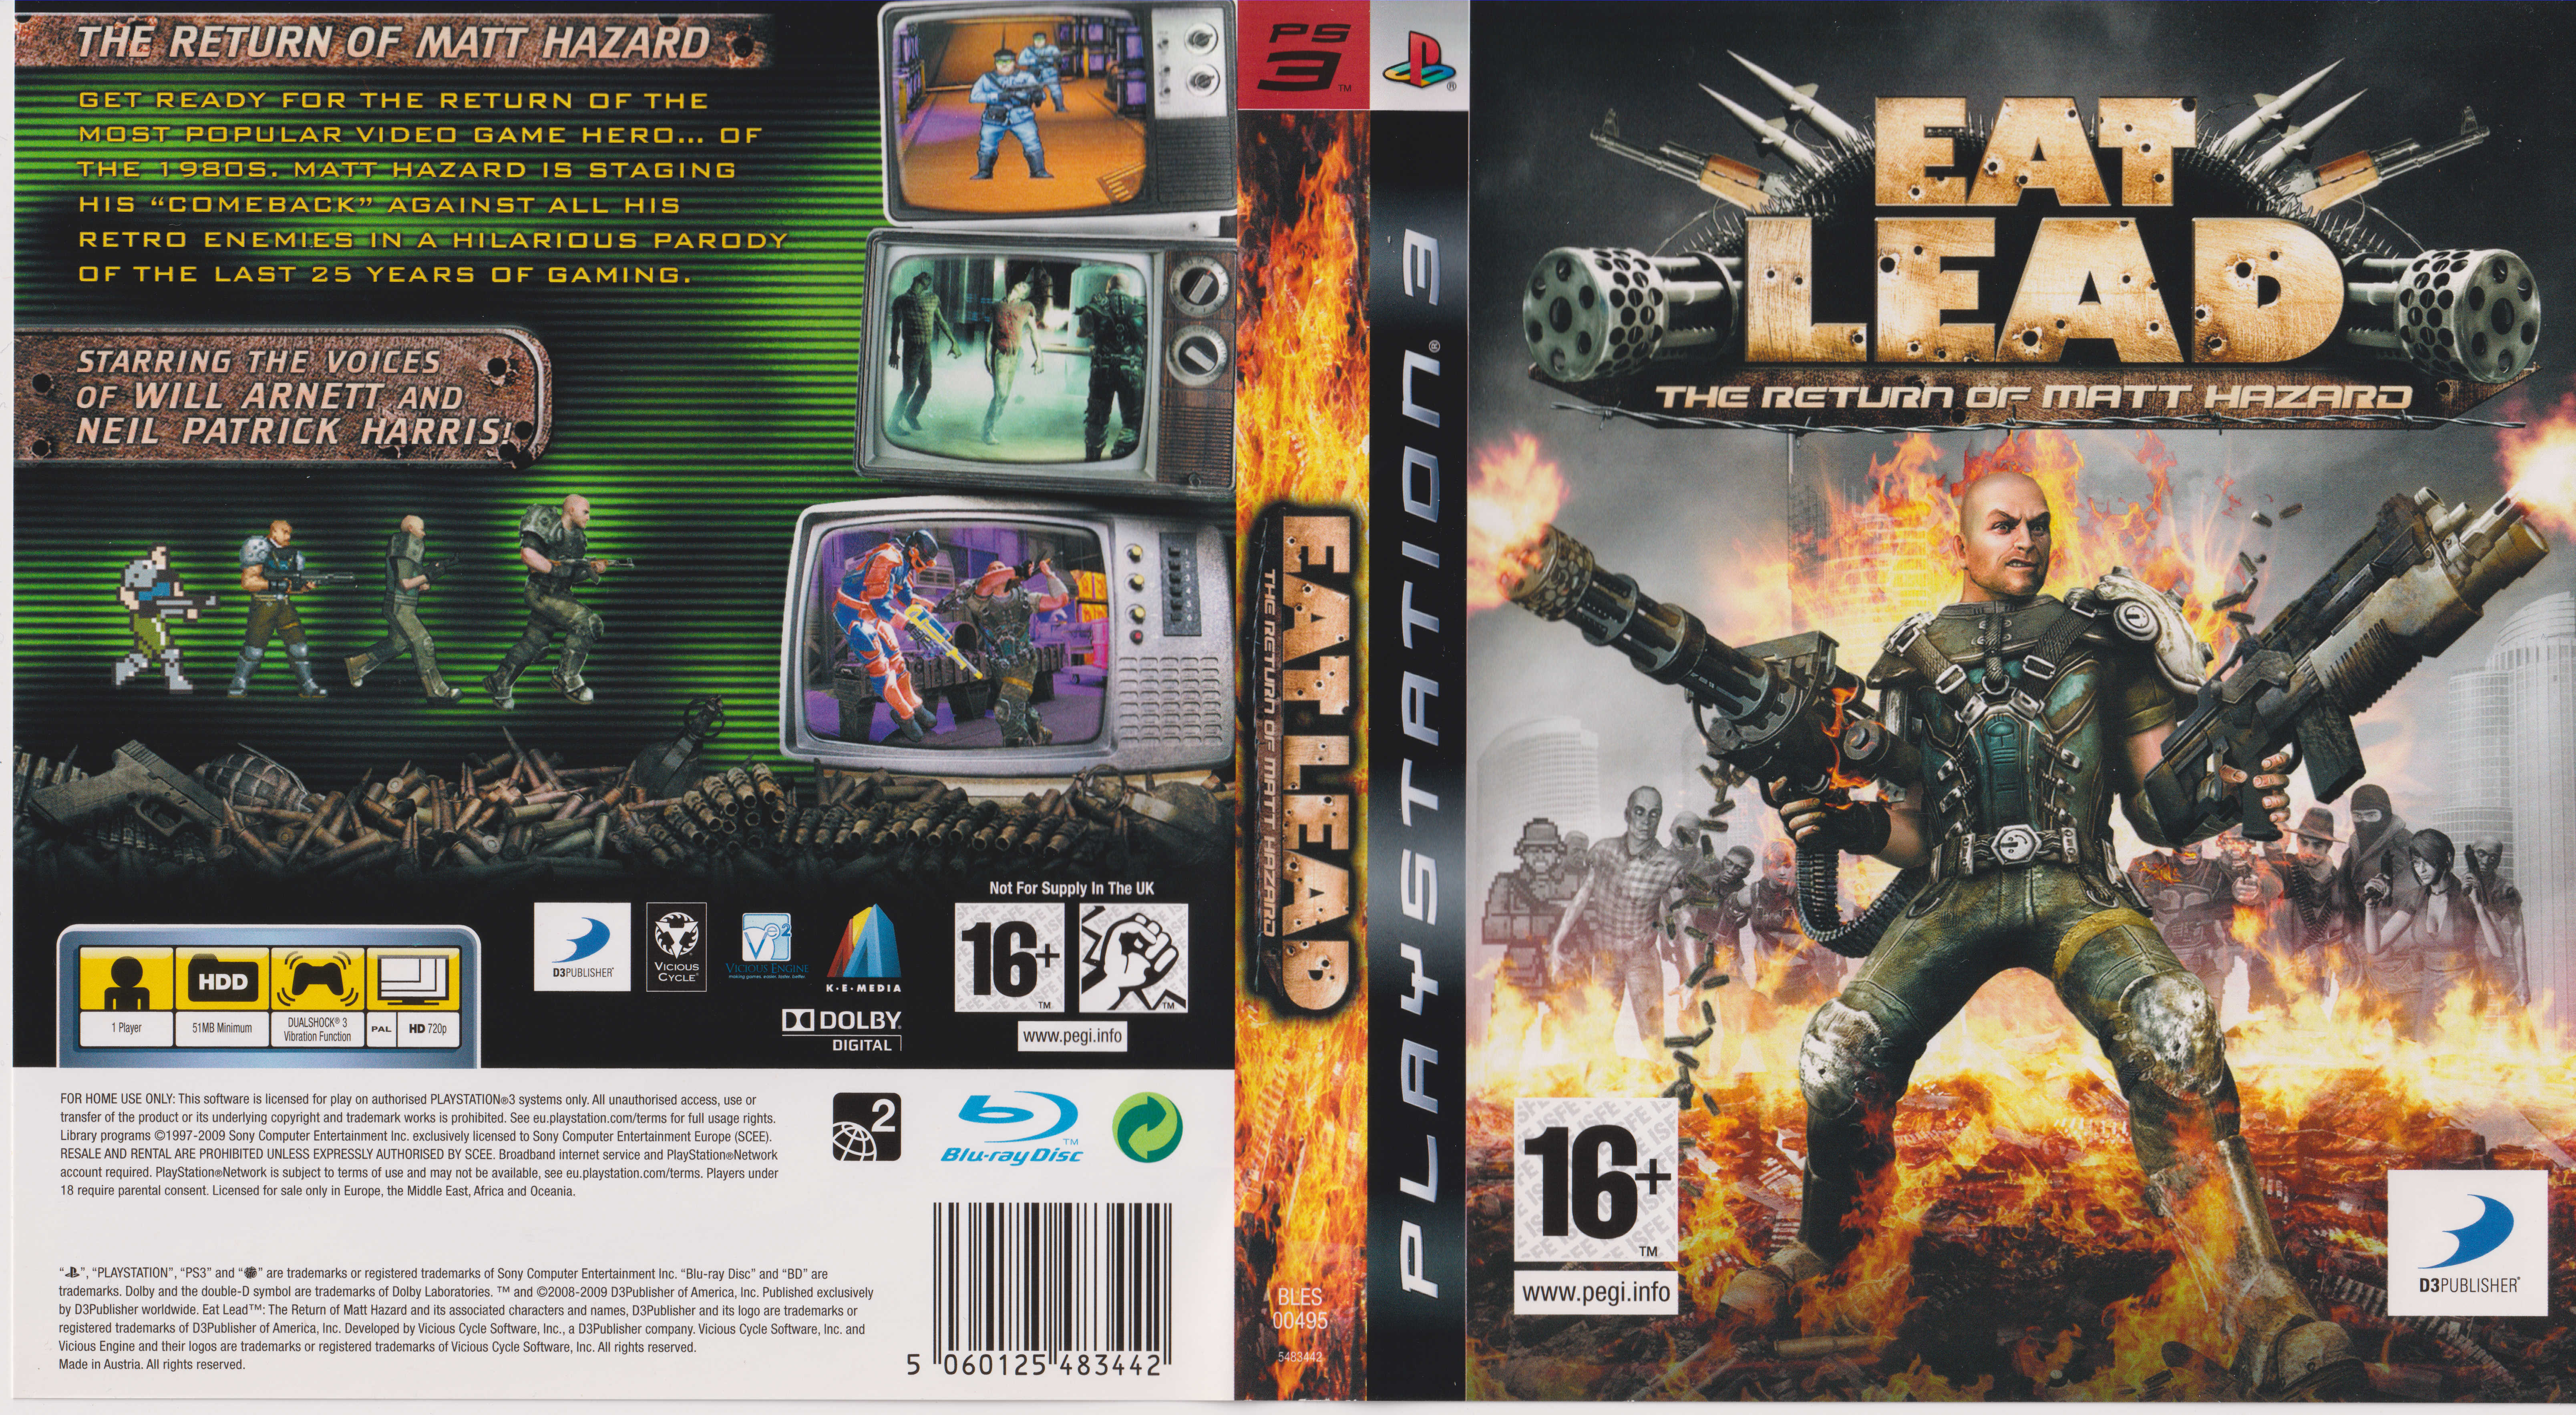 THE RETURN OF MATT HAZARD
GET READY FOR THE RETURN OF THE
MOST POPULAR VIDEO GAME HERO... OF
THE 1980S. MATT HAZARD IS STAGING
HIS “COMEBACK” AGAINST ALL HIS
RETRO ENEMIES IN A HILARIOUS PARODY
OF THE LAST 25 YEARS OF GAMING.
STARRING THE VOICES
OF WILL ARNETT AND
NEIL PATRICK HARRIS!
Not For Supply In The UK
D3PUBLISHER®
VICIOUS
CYCLE®
Ve2
VICIOUS ENGINE
making games. easier. faster. better.
K·E·MEDIA
16+ ™
™
www.pegi.info
DOLBY®
DIGITAL
HDD
1 Player
51MB Minimum
DUALSHOCK® 3
Vibration Function
PAL
HD 720p
FOR HOME USE ONLY: This software is licensed for play on authorised PLAYSTATION®3 systems only. All unauthorised access, use or
transfer of the product or its underlying copyright and trademark works is prohibited. See eu.playstation.com/terms for full usage rights.
Library programs ©1997-2009 Sony Computer Entertainment Inc. exclusively licensed to Sony Computer Entertainment Europe (SCEE).
RESALE AND RENTAL ARE PROHIBITED UNLESS EXPRESSLY AUTHORISED BY SCEE. Broadband internet service and PlayStation®Network
account required. PlayStation®Network is subject to terms of use and may not be available, see eu.playstation.com/terms. Players under
18 require parental consent. Licensed for sale only in Europe, the Middle East, Africa and Oceania.
2
Blu-ray Disc ™
“ ”, “PLAYSTATION”, “PS3” and “ ” are trademarks or registered trademarks of Sony Computer Entertainment Inc. “Blu-ray Disc” and “BD” are
trademarks. Dolby and the double-D symbol are trademarks of Dolby Laboratories. ™ and ©2008-2009 D3Publisher of America, Inc. Published exclusively
by D3Publisher worldwide. Eat Lead™: The Return of Matt Hazard and its associated characters and names, D3Publisher and its logo are trademarks or
registered trademarks of D3Publisher of America, Inc. Developed by Vicious Cycle Software, Inc., a D3Publisher company. Vicious Cycle Software, Inc. and
Vicious Engine and their logos are trademarks or registered trademarks of Vicious Cycle Software, Inc. All rights reserved.
Made in Austria. All rights reserved.
5 060125 483442
PS3™
EAT LEAD
THE RETURN OF MATT HAZARD
BLES
00495
5483442
®
PLAYSTATION®3
EAT
LEAD
THE RETURN OF MATT HAZARD
16+ ™
www.pegi.info
D3PUBLISHER®